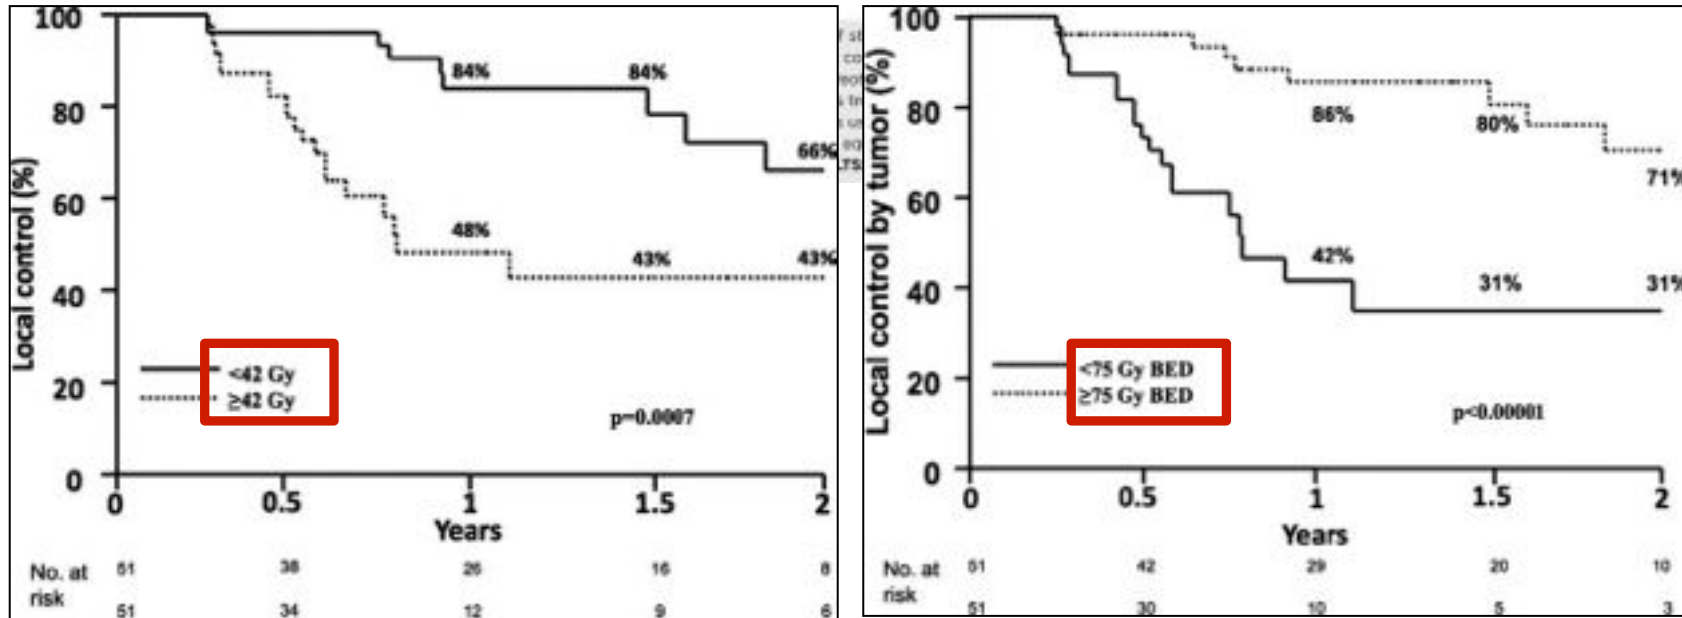 100
80
60
40
20
0
Local control (%)
84%
84%
66%
48%
43%
43%
<42 Gy
≥42 Gy
p=0.0007
0
0.5
1
1.5
2
Years
No. at risk
51 38 26 16 8
51 34 12 9 6
100
80
60
40
20
0
Local control by tumor (%)
86%
80%
71%
42%
31%
31%
<75 Gy BED
≥75 Gy BED
p<0.00001
0
0.5
1
1.5
2
Years
No. at risk
51 42 29 20 10
51 30 10 5 3